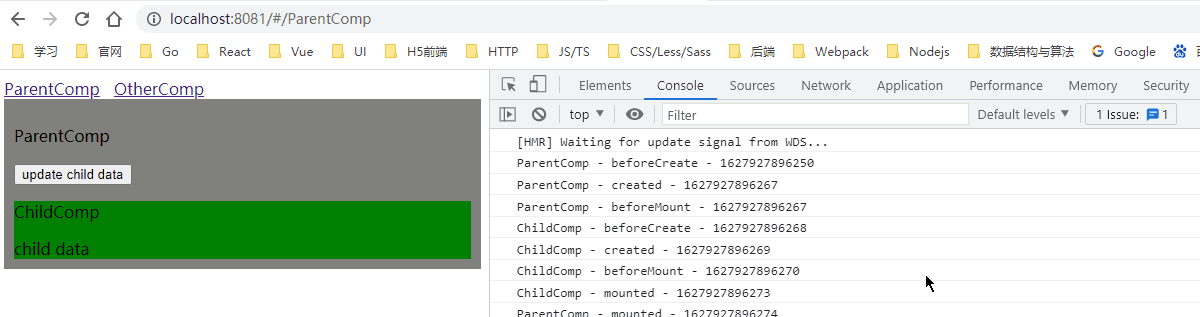 localhost:8081/#/ParentComp
学习 官网 Go React Vue UI H5前端 HTTP JS/TS CSS/Less/Sass 后端 Webpack Nodejs 数据结构与算法 Google
ParentComp OtherComp
ParentComp
update child data
ChildComp
child data
Elements Console Sources Network Application Performance Memory Security
top Filter Default levels 1 Issue: 1
[HMR] Waiting for update signal from WDS...
ParentComp - beforeCreate - 1627927896250
ParentComp - created - 1627927896267
ParentComp - beforeMount - 1627927896267
ChildComp - beforeCreate - 1627927896268
ChildComp - created - 1627927896269
ChildComp - beforeMount - 1627927896270
ChildComp - mounted - 1627927896273
ParentComp - mounted - 1627927896274